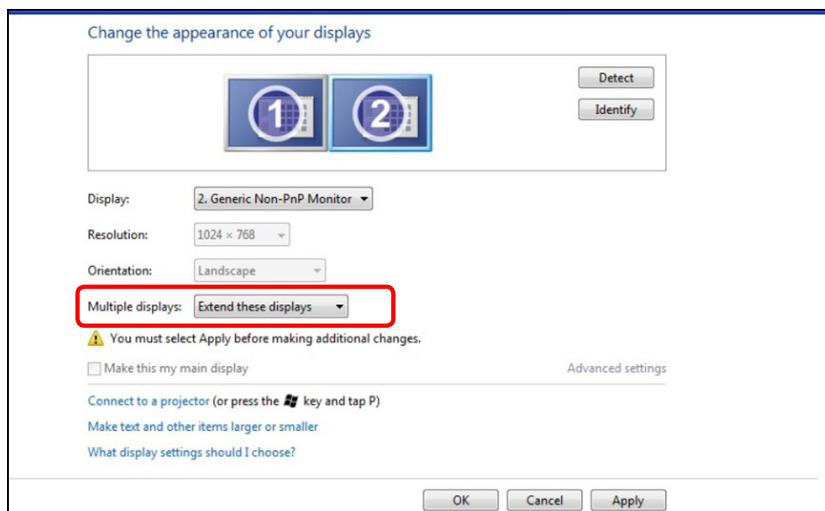 Change the appearance of your displays
Detect
1 2
Identify
Display: 2. Generic Non-PnP Monitor
Resolution: 1024 × 768
Orientation: Landscape
Multiple displays: Extend these displays
You must select Apply before making additional changes.
Make this my main display Advanced settings
Connect to a projector (or press the key and tap P)
Make text and other items larger or smaller
What display settings should I choose?
OK Cancel Apply